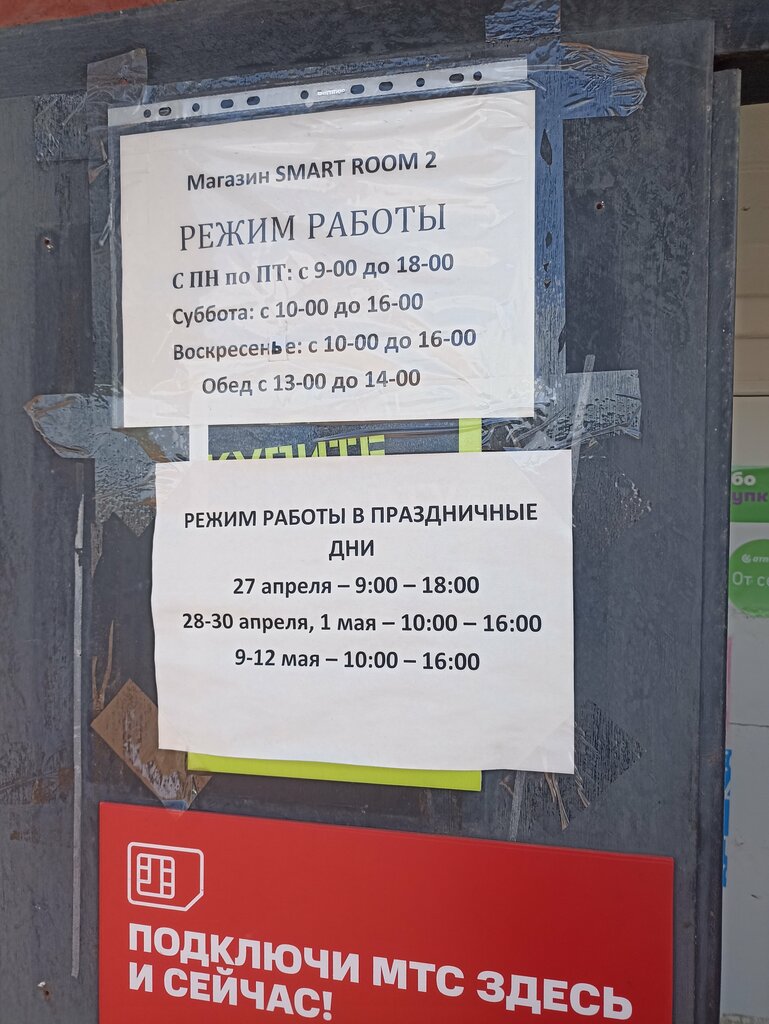 Магазин SMART ROOM 2
РЕЖИМ РАБОТЫ
С ПН по ПТ: с 9-00 до 18-00
Суббота: с 10-00 до 16-00
Воскресенье: с 10-00 до 16-00
Обед с 13-00 до 14-00
КУПИТЕ
РЕЖИМ РАБОТЫ В ПРАЗДНИЧНЫЕ
ДНИ
27 апреля – 9:00 – 18:00
28-30 апреля, 1 мая – 10:00 – 16:00
9-12 мая – 10:00 – 16:00
ПОДКЛЮЧИ МТС ЗДЕСЬ
И СЕЙЧАС!
От